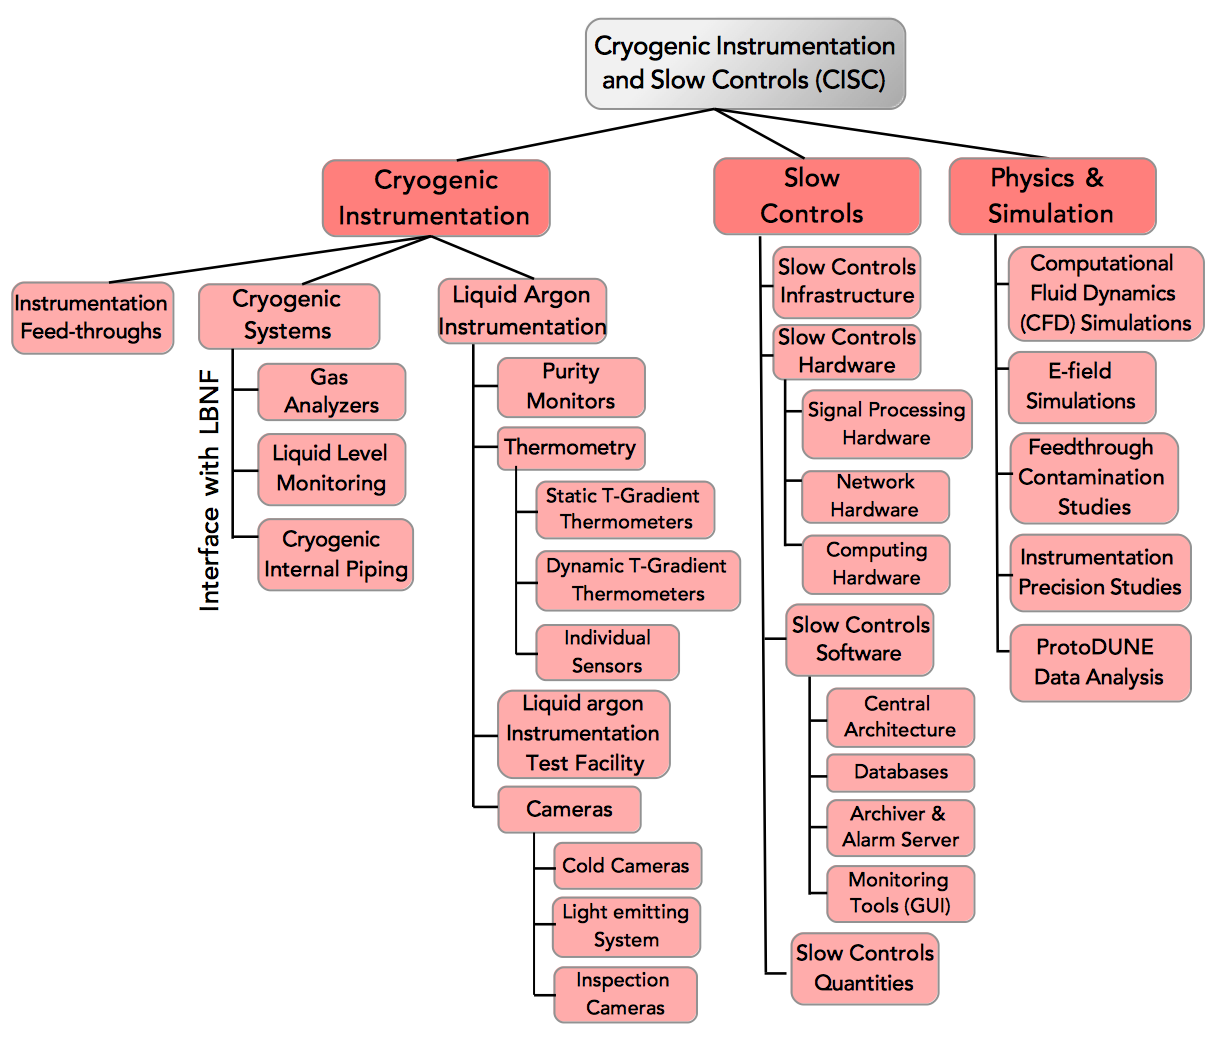 Cryogenic Instrumentation
and Slow Controls (CISC)
Cryogenic
Instrumentation
Instrumentation
Feed-throughs
Cryogenic
Systems
Interface with LBNF
Gas
Analyzers
Liquid Level
Monitoring
Cryogenic
Internal Piping
Liquid Argon
Instrumentation
Purity
Monitors
Thermometry
Static T-Gradient
Thermometers
Dynamic T-Gradient
Thermometers
Individual
Sensors
Liquid argon
Instrumentation
Test Facility
Cameras
Cold Cameras
Light emitting
System
Inspection
Cameras
Slow
Controls
Slow Controls
Infrastructure
Slow Controls
Hardware
Signal Processing
Hardware
Network
Hardware
Computing
Hardware
Slow Controls
Software
Central
Architecture
Databases
Archiver &
Alarm Server
Monitoring
Tools (GUI)
Slow Controls
Quantities
Physics &
Simulation
Computational
Fluid Dynamics
(CFD) Simulations
E-field
Simulations
Feedthrough
Contamination
Studies
Instrumentation
Precision Studies
ProtoDUNE
Data Analysis